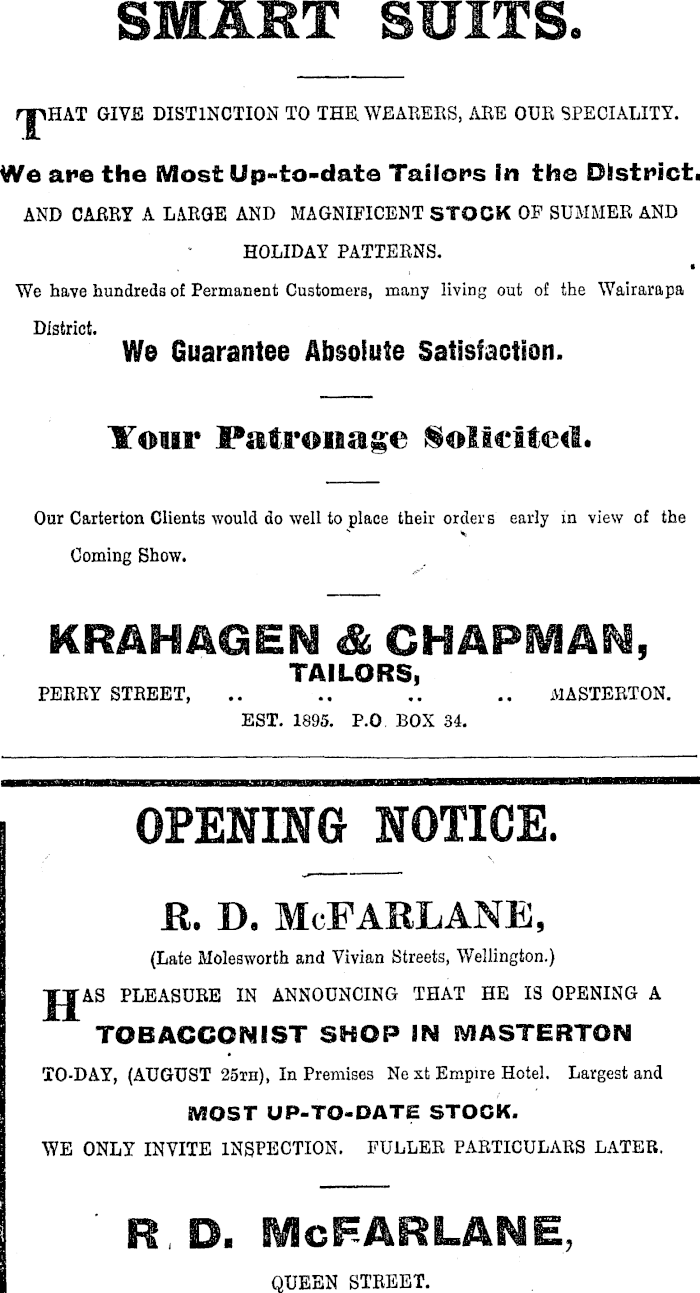 SMART SUITS.
THAT GIVE DIST1NCTION TO THE WEARERS, ARE OUR SPECIALITY.
We are the Most Up-to-date Tailors in the District.
AND CARRY A LARGE AND MAGNIFICENT STOCK OF SUMMER AND
HOLIDAY PATTERNS.
We have hundreds of Permanent Customers, many living out of the Wairarapa
District.
We Guarantee Absolute Satisfaction.
Your Patronage Solicited.
Our Carterton Clients would do well to place their orders early in view of the
Coming Show.
KRAHAGEN & CHAPMAN,
TAILORS,
PERRY STREET, .. .. .. .. MASTERTON.
EST. 1895. P.O. BOX 34.
OPENING NOTICE.
R. D. McFARLANE,
(Late Molesworth and Vivian Streets, Wellington.)
HAS PLEASURE IN ANNOUNCING THAT HE IS OPENING A
TOBACCONIST SHOP IN MASTERTON
TO-DAY, (AUGUST 25TH), In Premises Ne xt Empire Hotel. Largest and
MOST UP-TO-DATE STOCK.
WE ONLY INVITE INSPECTION. FULLER PARTICULARS LATER.
R. D. McFARLANE,
QUEEN STREET.